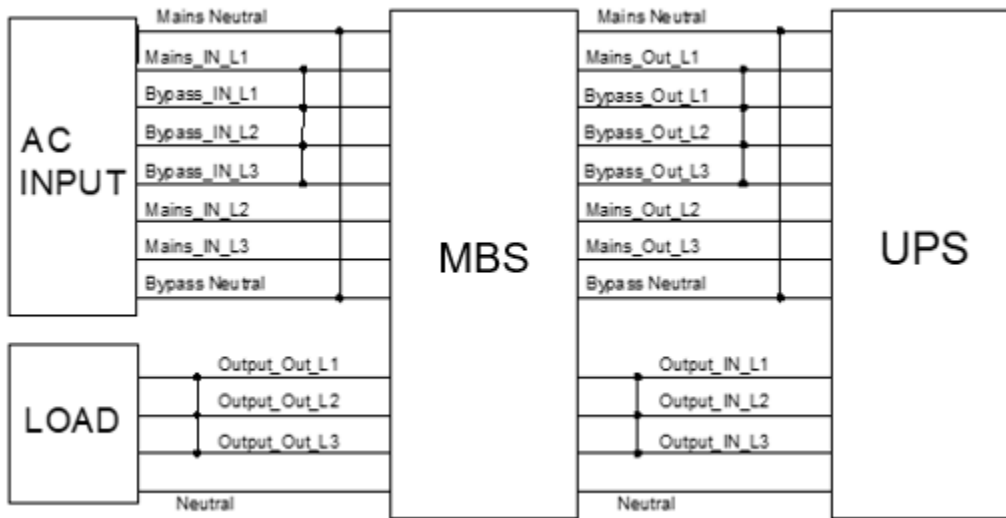 Mains Neutral
Mains_IN_L1
Bypass_IN_L1
Bypass_IN_L2
Bypass_IN_L3
Mains_IN_L2
Mains_IN_L3
Bypass Neutral
AC
INPUT
MBS
Mains Neutral
Mains_Out_L1
Bypass_Out_L1
Bypass_Out_L2
Bypass_Out_L3
Mains_Out_L2
Mains_Out_L3
Bypass Neutral
UPS
LOAD
Output_Out_L1
Output_Out_L2
Output_Out_L3
Neutral
Output_IN_L1
Output_IN_L2
Output_IN_L3
Neutral